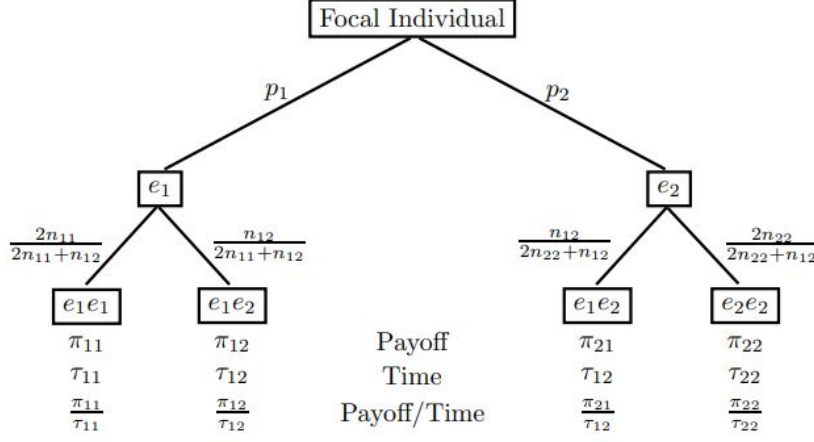 Focal Individual
p₁ p₂
e₁ e₂
2n₁₁/(2n₁₁+n₁₂) n₁₂/(2n₁₁+n₁₂) n₁₂/(2n₂₂+n₁₂) 2n₂₂/(2n₂₂+n₁₂)
e₁e₁ e₁e₂ e₁e₂ e₂e₂
π₁₁ π₁₂ Payoff π₂₁ π₂₂
τ₁₁ τ₁₂ Time τ₁₂ τ₂₂
π₁₁/τ₁₁ π₁₂/τ₁₂ Payoff/Time π₂₁/τ₁₂ π₂₂/τ₂₂